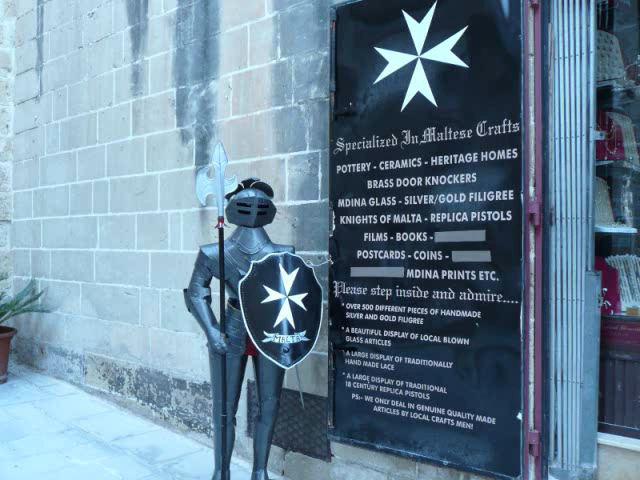 Specialized In Maltese Crafts
POTTERY - CERAMICS - HERITAGE HOMES
BRASS DOOR KNOCKERS
MDINA GLASS - SILVER/GOLD FILIGREE
KNIGHTS OF MALTA - REPLICA PISTOLS
FILMS - BOOKS -
POSTCARDS - COINS -
MDINA PRINTS ETC.
Please step inside and admire....
* OVER 500 DIFFERENT PIECES OF HANDMADE
SILVER AND GOLD FILIGREE
* A BEAUTIFUL DISPLAY OF LOCAL BLOWN
GLASS ARTICLES
* A LARGE DISPLAY OF TRADITIONALLY
HAND MADE LACE
* A LARGE DISPLAY OF TRADITIONAL
18 CENTURY REPLICA PISTOLS
PS:- WE ONLY DEAL IN GENUINE QUALITY MADE
ARTICLES BY LOCAL CRAFTS MEN!
MALTA